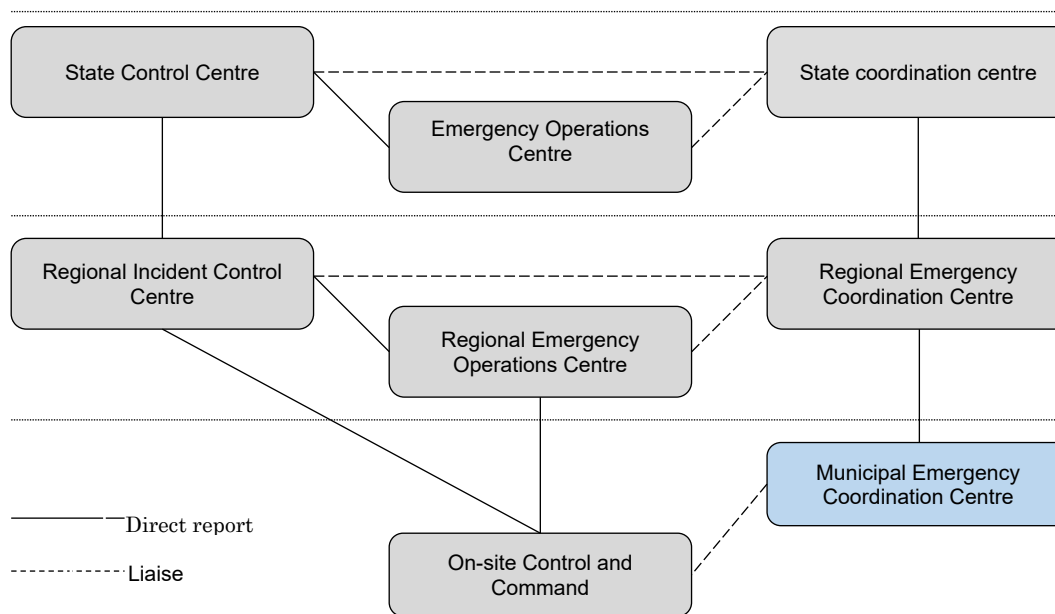 State Control Centre
State coordination centre
Emergency Operations
Centre
Regional Incident Control
Centre
Regional Emergency
Coordination Centre
Regional Emergency
Operations Centre
Municipal Emergency
Coordination Centre
Direct report
On-site Control and
Command
Liaise